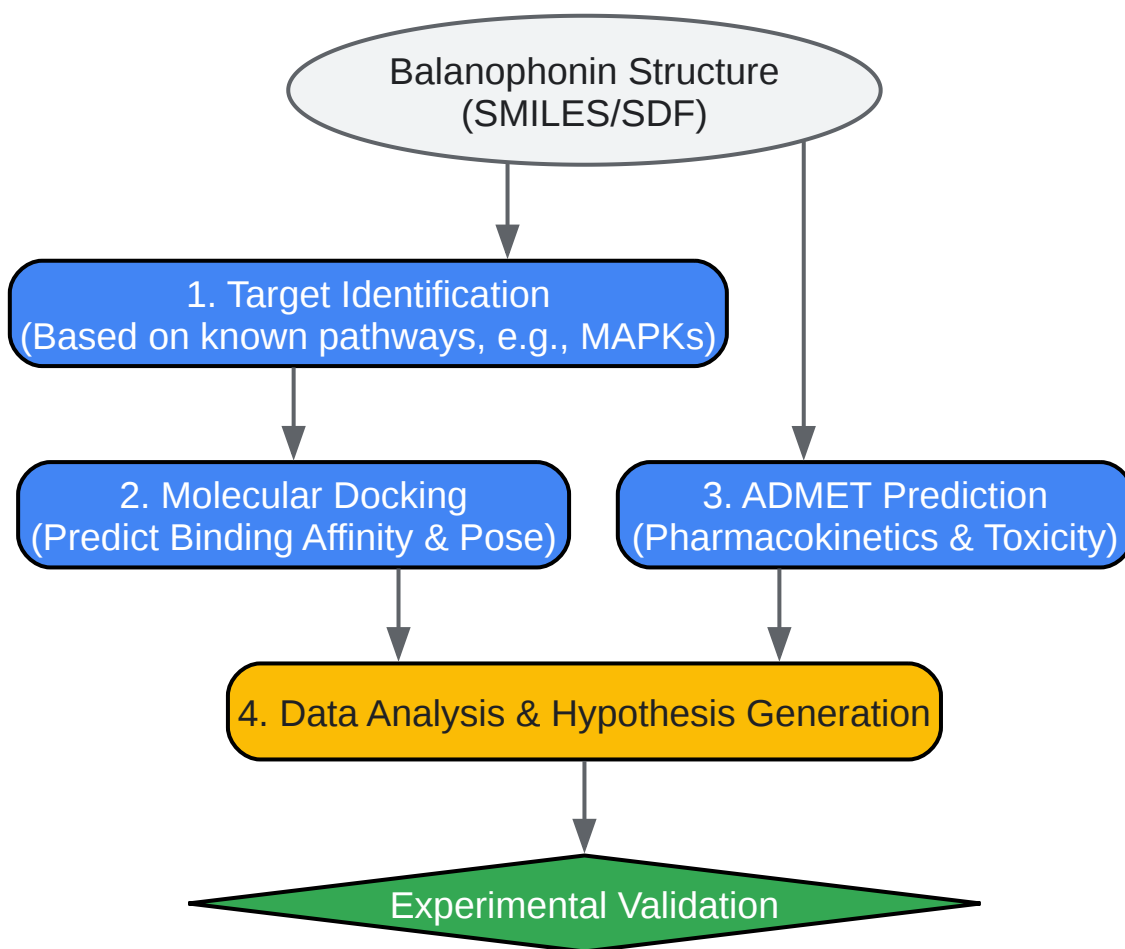 Balanophonin Structure
(SMILES/SDF)
1. Target Identification
(Based on known pathways, e.g., MAPKs)
2. Molecular Docking
(Predict Binding Affinity & Pose)
3. ADMET Prediction
(Pharmacokinetics & Toxicity)
4. Data Analysis & Hypothesis Generation
Experimental Validation